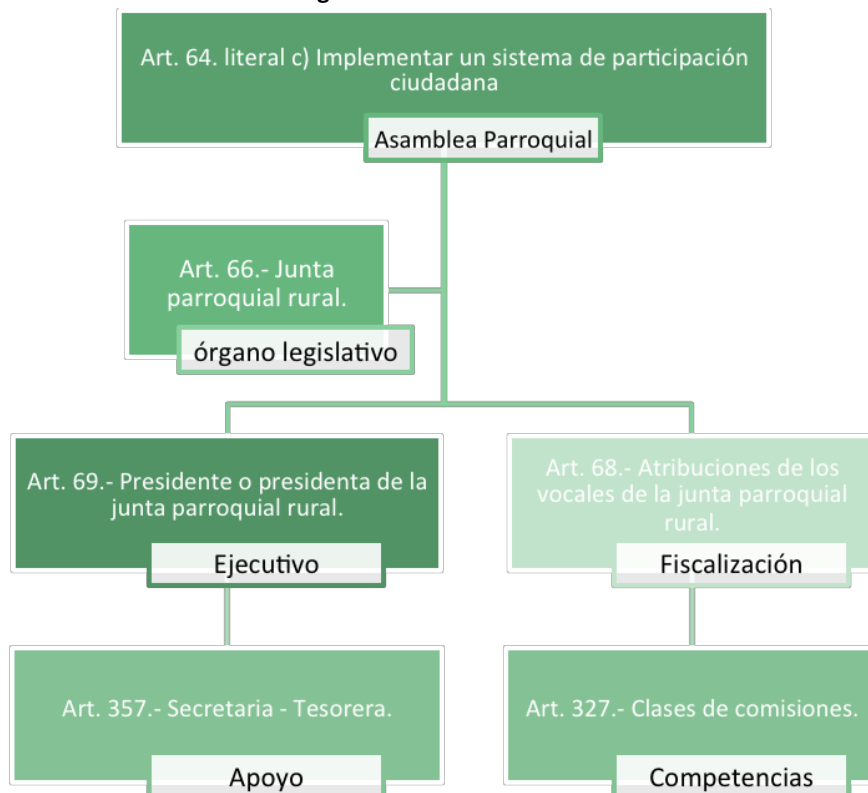 Art. 64. literal c) Implementar un sistema de participación
ciudadana
Asamblea Parroquial
Art. 66.- Junta
parroquial rural.
órgano legislativo
Art. 69.- Presidente o presidenta de la
junta parroquial rural.
Ejecutivo
Art. 68.- Atribuciones de los
vocales de la junta parroquial
rural.
Fiscalización
Art. 357.- Secretaria - Tesorera.
Apoyo
Art. 327.- Clases de comisiones.
Competencias